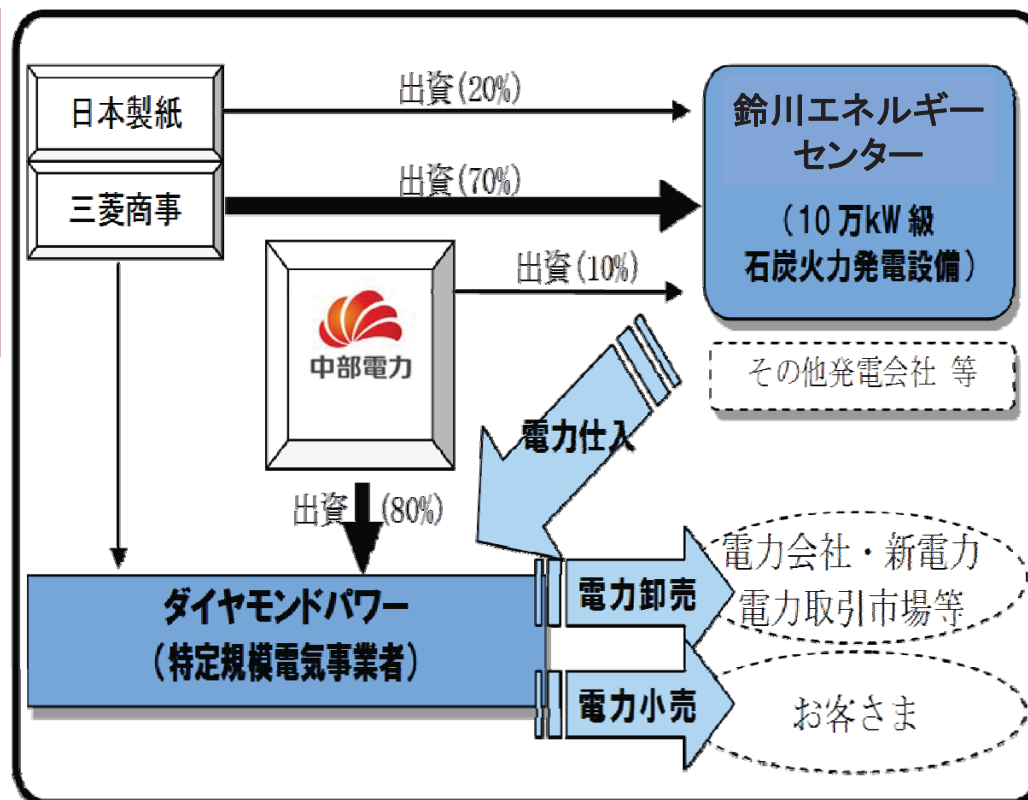 日本製紙
出資(20%)
鈴川エネルギー
センター
(10万kW級
石炭火力発電設備)
三菱商事
出資(70%)
出資(10%)
中部電力
その他発電会社 等
電力仕入
出資 (80%)
ダイヤモンドパワー
(特定規模電気事業者)
電力卸売
電力会社・新電力
電力取引市場等
電力小売
お客さま